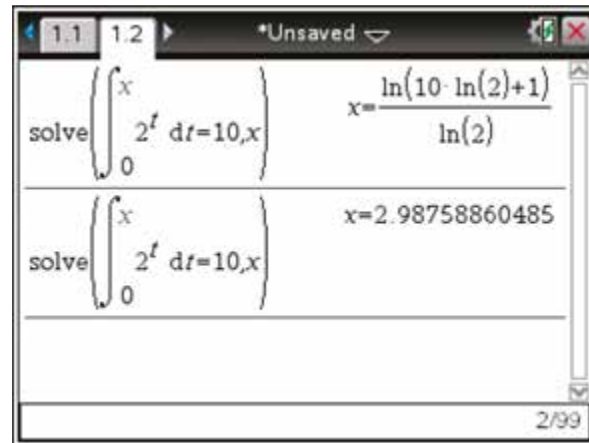 1.1 1.2 *Unsaved
solve(∫₀ˣ 2ᵗ dt=10,x) x=ln(10·ln(2)+1)/ln(2)
solve(∫₀ˣ 2ᵗ dt=10,x) x=2.98758860485
2/99